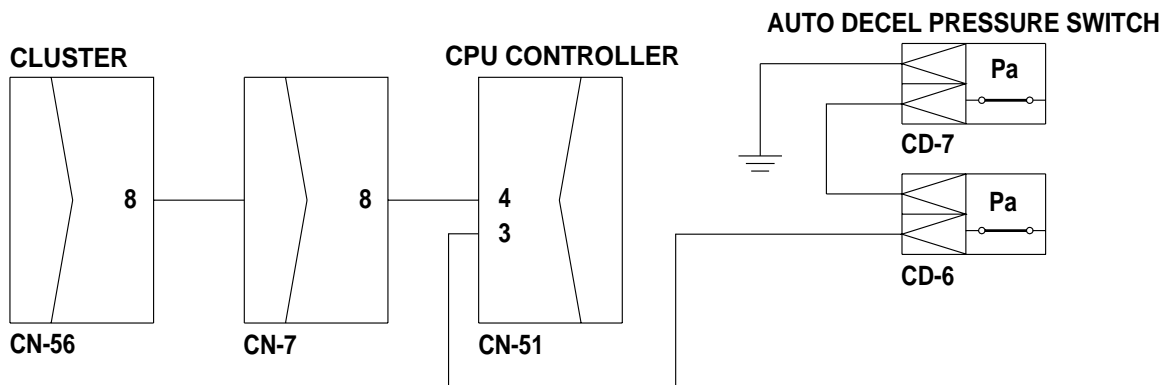 AUTO DECEL PRESSURE SWITCH
CLUSTER
CPU CONTROLLER
Pa
CD-7
8
8
4
Pa
3
CD-6
CN-56
CN-7
CN-51